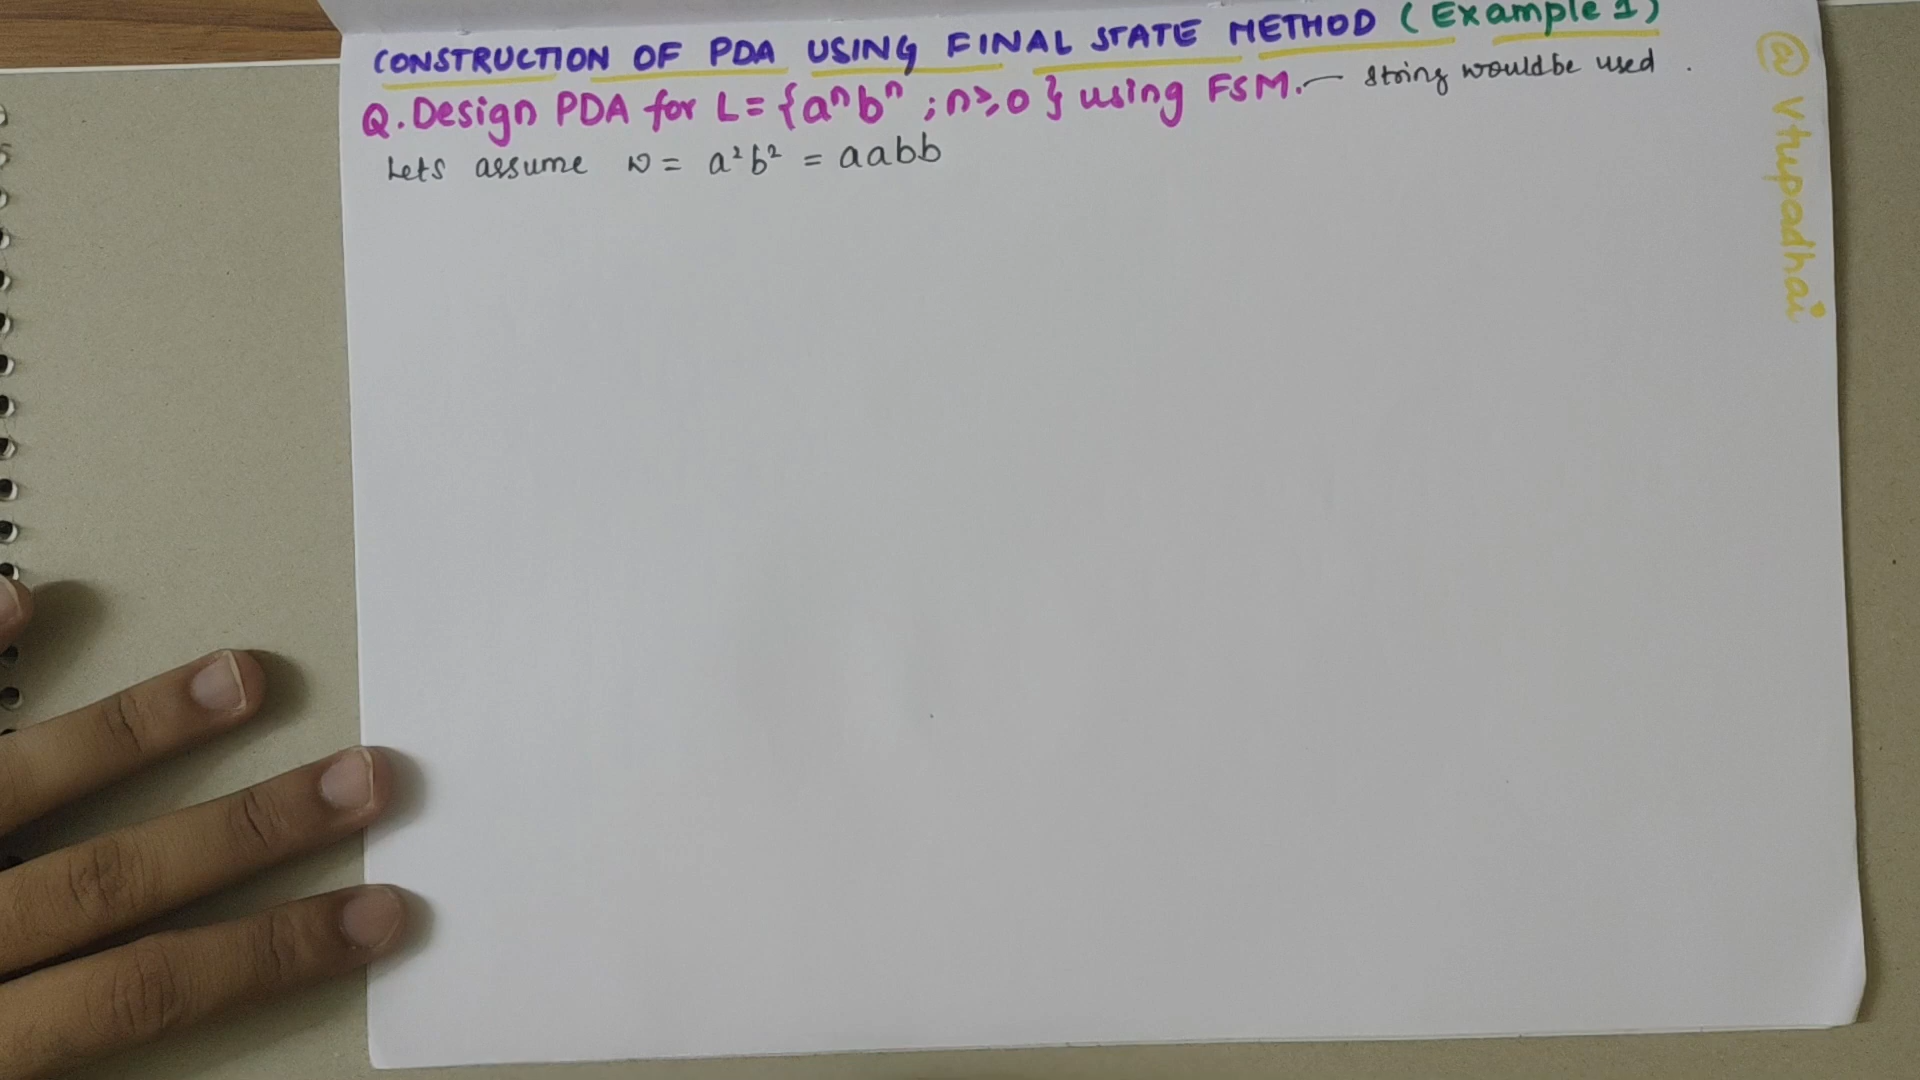 CONSTRUCTION OF PDA USING FINAL STATE METHOD (Example 1)
Q. Design PDA for L = {aⁿbⁿ ; n≥0} using FSM. — string would be used.
Lets assume w = a²b² = aabb
@Vtupadhai